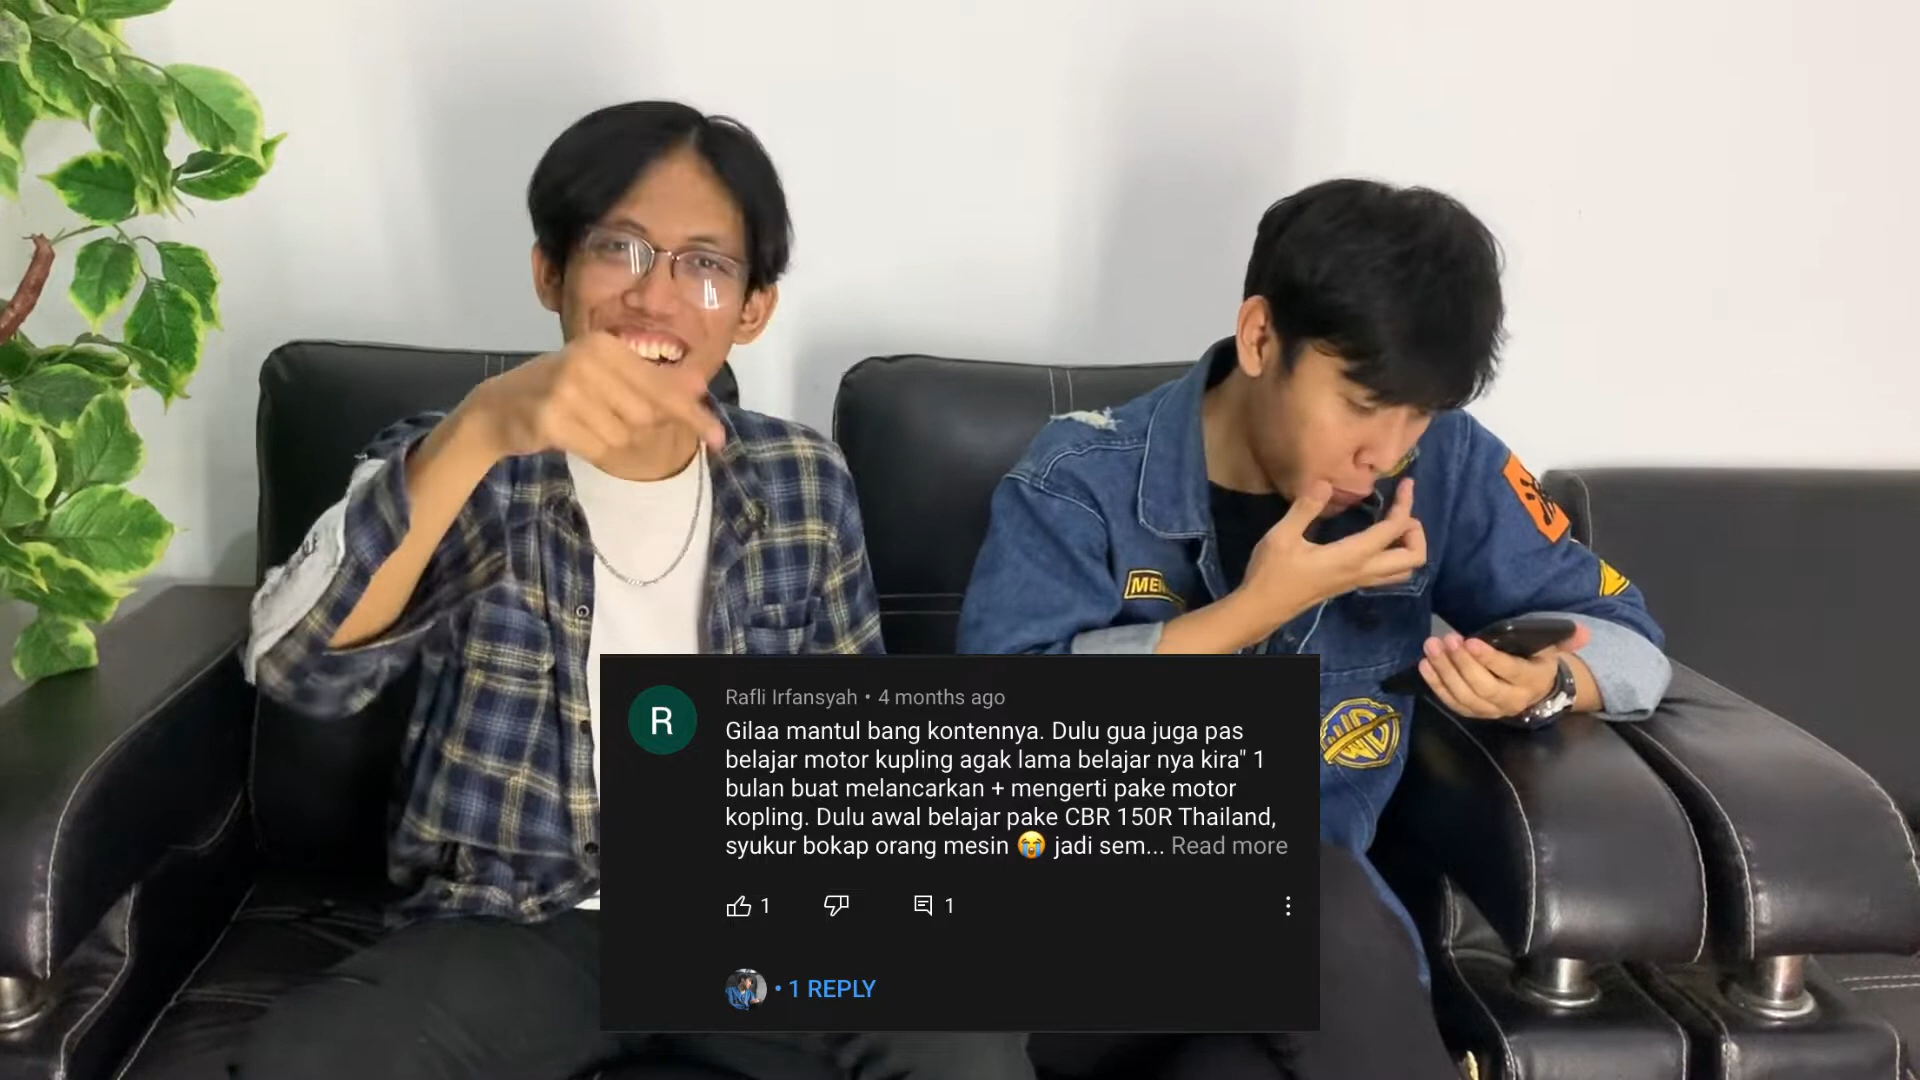 MEN
WD
R
Rafli Irfansyah • 4 months ago
Gilaa mantul bang kontennya. Dulu gua juga pas
belajar motor kupling agak lama belajar nya kira" 1
bulan buat melancarkan + mengerti pake motor
kopling. Dulu awal belajar pake CBR 150R Thailand,
syukur bokap orang mesin 😭 jadi sem... Read more
1
1
• 1 REPLY